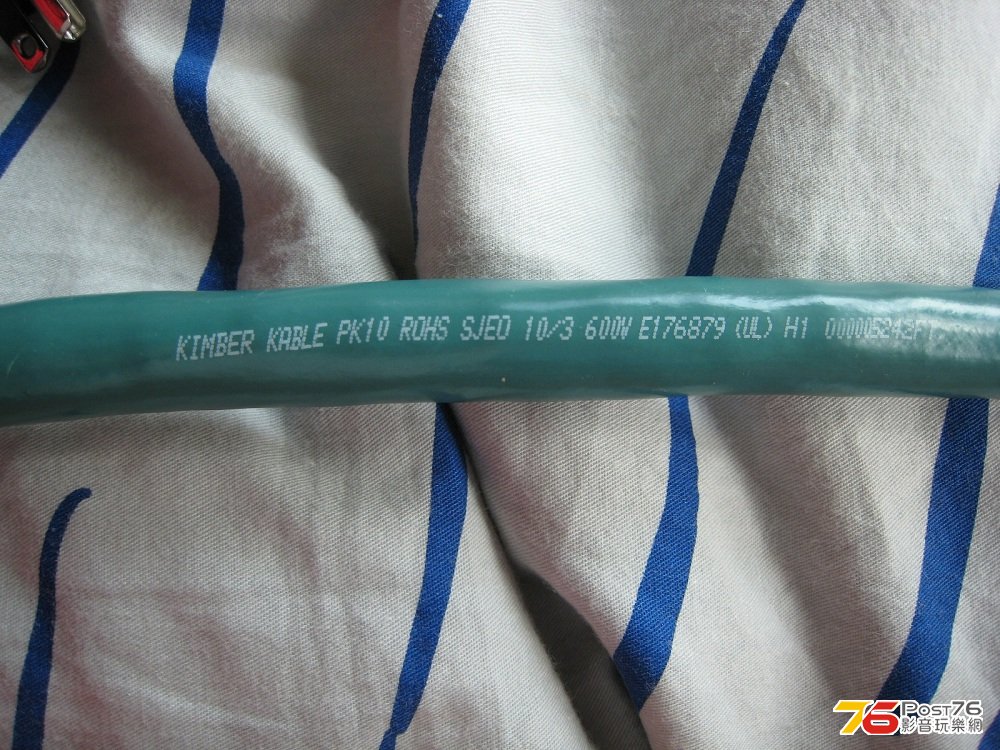 KIMBER KABLE PK10 ROHS SJEO 10/3 600V E176879 (UL) H1
76 POST76
影音玩樂網